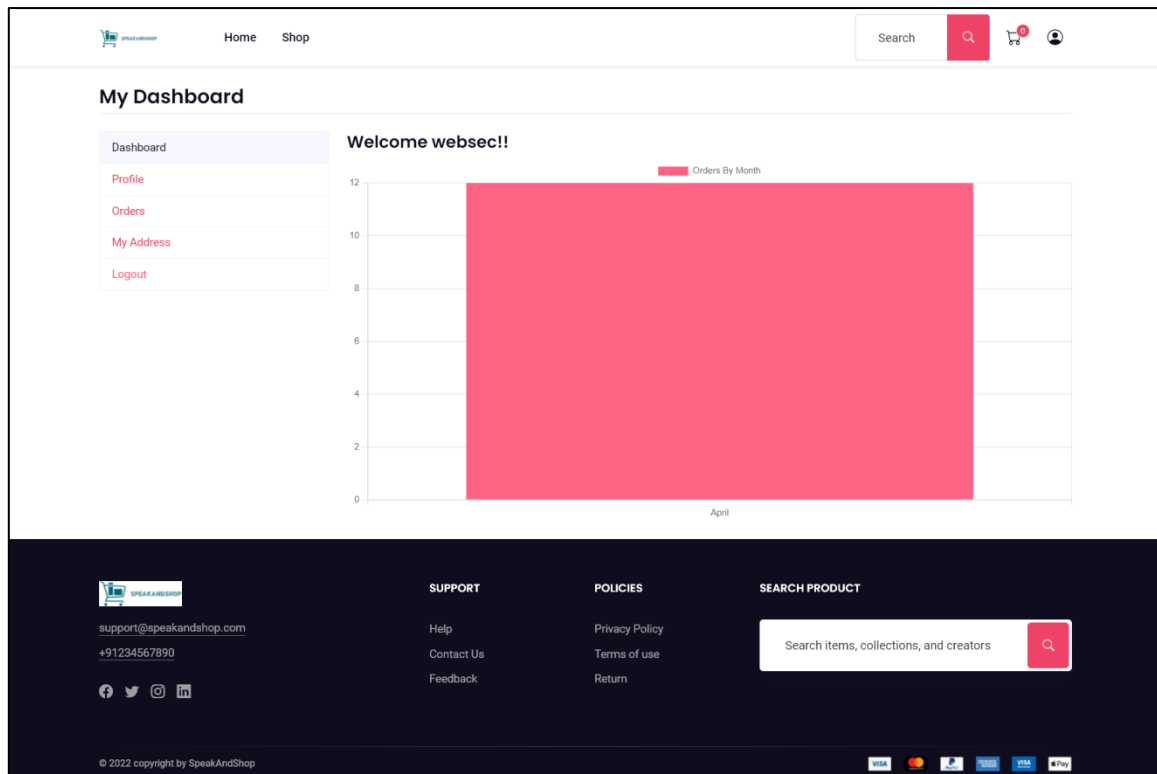 SPEAKANDSHOP Home Shop Search 0
My Dashboard
Dashboard
Profile
Orders
My Address
Logout
Welcome websec!!
Orders By Month
12
10
8
6
4
2
0
April
SPEAKANDSHOP
support@speakandshop.com
+91234567890
SUPPORT
Help
Contact Us
Feedback
POLICIES
Privacy Policy
Terms of use
Return
SEARCH PRODUCT
Search items, collections, and creators
© 2022 copyright by SpeakAndShop
VISA PayPal VISA Pay